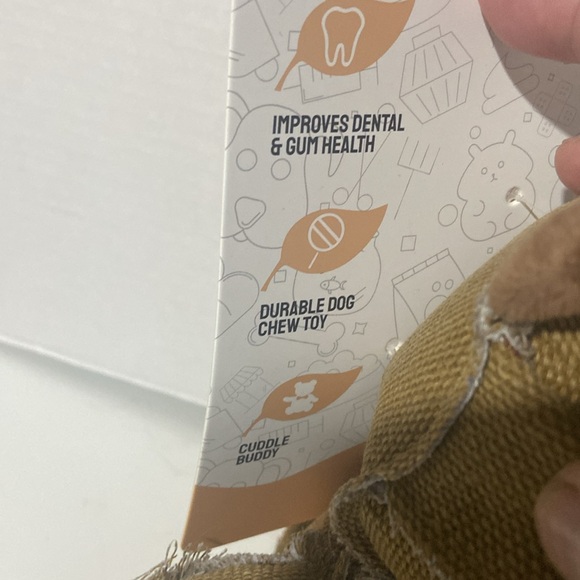 IMPROVES DENTAL
& GUM HEALTH
DURABLE DOG
CHEW TOY
CUDDLE
BUDDY